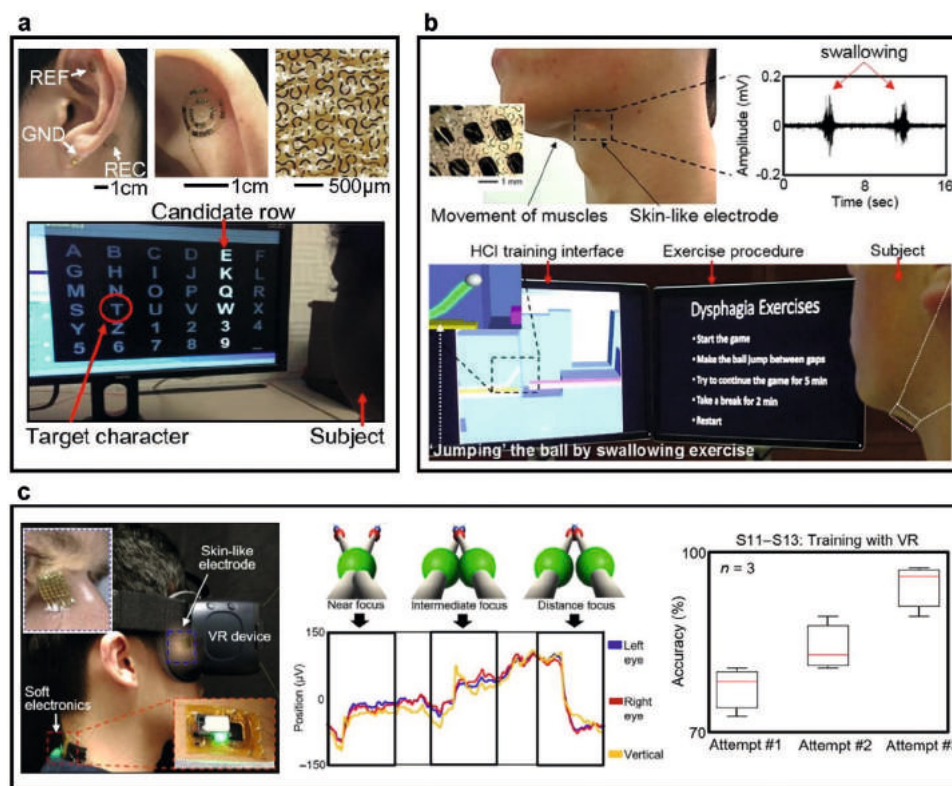 a
REF
GND
REC
1cm
1cm
500μm
Candidate row
A B C D E F
G H I J K L
M N O P Q R
S T U V W X
Y Z 1 2 3 4
5 6 7 8 9
Target character
Subject
b
swallowing
Amplitude (mV)
0.2
0
-0.2
0 8 16
Time (sec)
1 mm
Movement of muscles
Skin-like electrode
HCI training interface
Exercise procedure
Subject
Dysphagia Exercises
• Start the game
• Make the ball jump between gaps
• Try to continue the game for 5 min
• Take a break for 2 min
• Restart
'Jumping' the ball by swallowing exercise
c
Skin-like
electrode
VR device
Soft
electronics
Near focus
Intermediate focus
Distance focus
Position (μV)
150
0
−150
Left
eye
Right
eye
Vertical
S11–S13: Training with VR
n = 3
Accuracy (%)
100
70
Attempt #1
Attempt #2
Attempt #